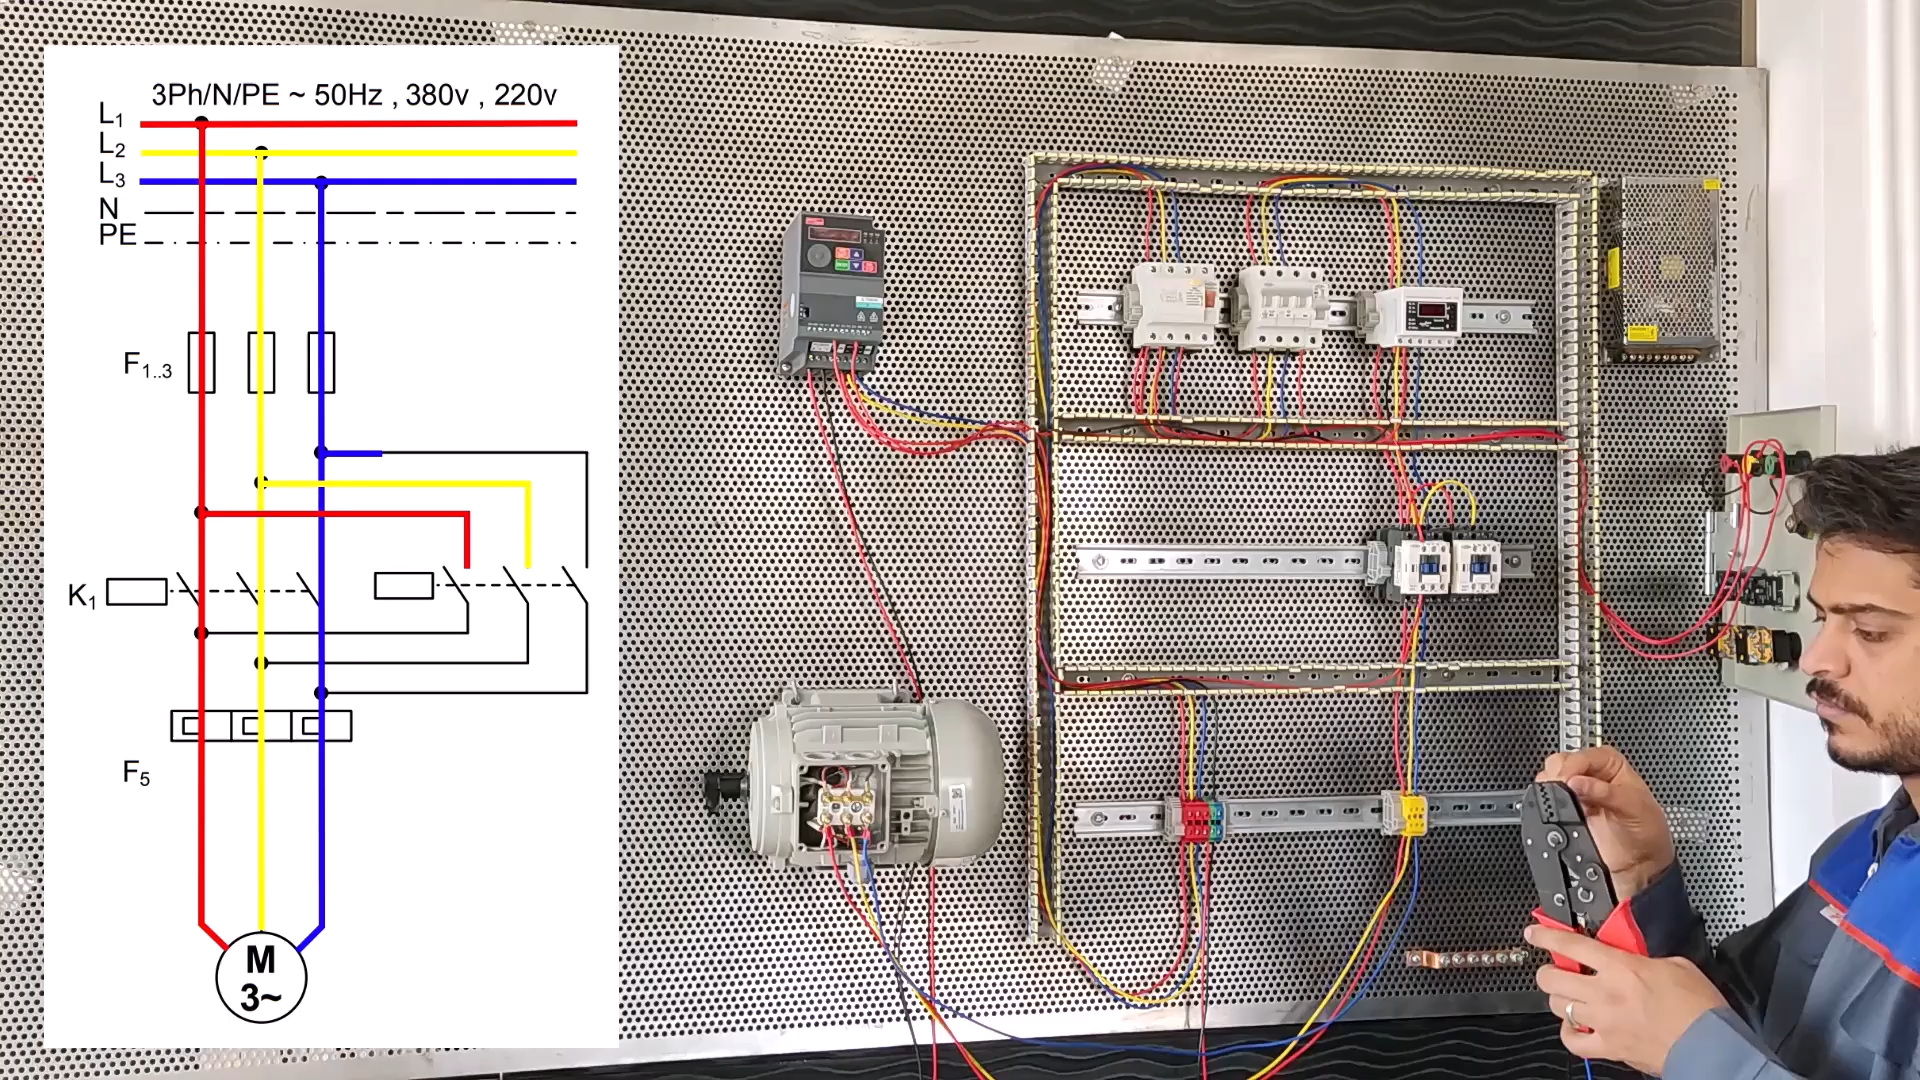 3Ph/N/PE ~ 50Hz , 380v , 220v
L1
L2
L3
N
PE
F1..3
K1
F5
M
3~